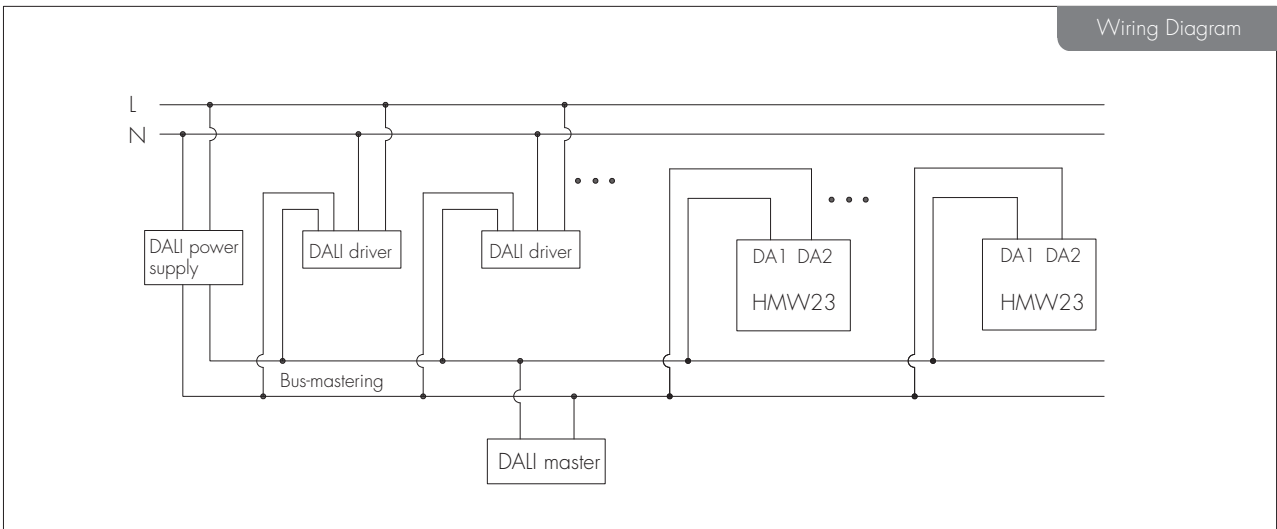 Wiring Diagram
L
N
DALI power
supply
DALI driver
DALI driver
DA1 DA2
HMW23
DA1 DA2
HMW23
Bus-mastering
DALI master